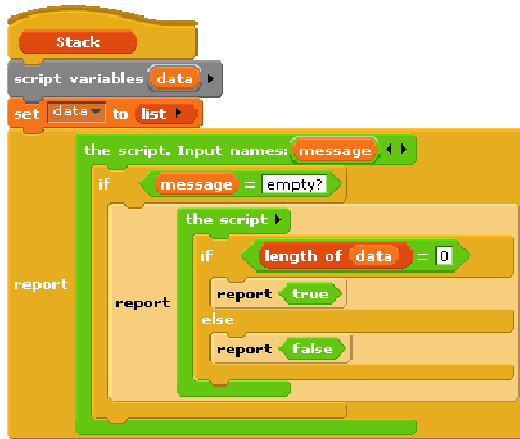 Stack
script variables data
set data to list
the script. Input names: message
if message = empty?
the script
if length of data = 0
report report report true
else
report false